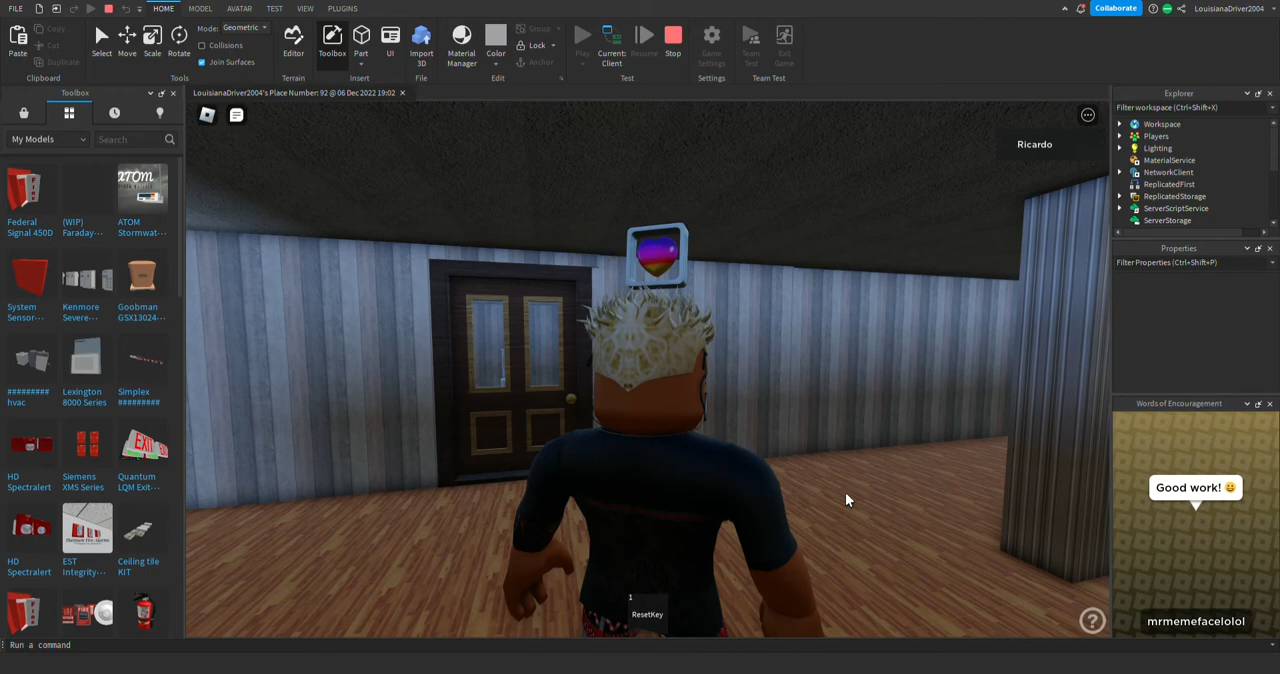 FILE
HOME
MODEL
AVATAR
TEST
VIEW
PLUGINS
Collaborate
LouisianaDriver2004
Paste
Copy
Cut
Duplicate
Clipboard
Select
Move
Scale
Rotate
Mode: Geometric
Collisions
Join Surfaces
Tools
Editor
Terrain
Toolbox
Part
UI
Insert
Import
3D
File
Material
Manager
Color
Group
Lock
Anchor
Edit
Play
Current:
Client
Resume
Stop
Test
Game
Settings
Settings
Team
Test
Exit
Game
Team Test
Toolbox
My Models
Search
Federal
Signal 450D
(WIP)
Faraday···
ATOM
ATOM
Stormwat···
System
Sensor···
Kenmore
Severe···
Goobman
GSX13024···
#########
hvac
Lexington
8000 Series
Simplex
#########
HD
Spectralert
Siemens
XMS Series
EXIT
Quantum
LQM Exit···
HD
Spectralert
EST
Integrity···
Ceiling tile
KIT
LouisianaDriver2004's Place Number: 92 @ 06 Dec 2022 19:02
Ricardo
1
ResetKey
?
Explorer
Filter workspace (Ctrl+Shift+X)
Workspace
Players
Lighting
MaterialService
NetworkClient
ReplicatedFirst
ReplicatedStorage
ServerScriptService
ServerStorage
Properties
Filter Properties (Ctrl+Shift+P)
Words of Encouragement
Good work! 😀
mrmemefacelolol
Run a command